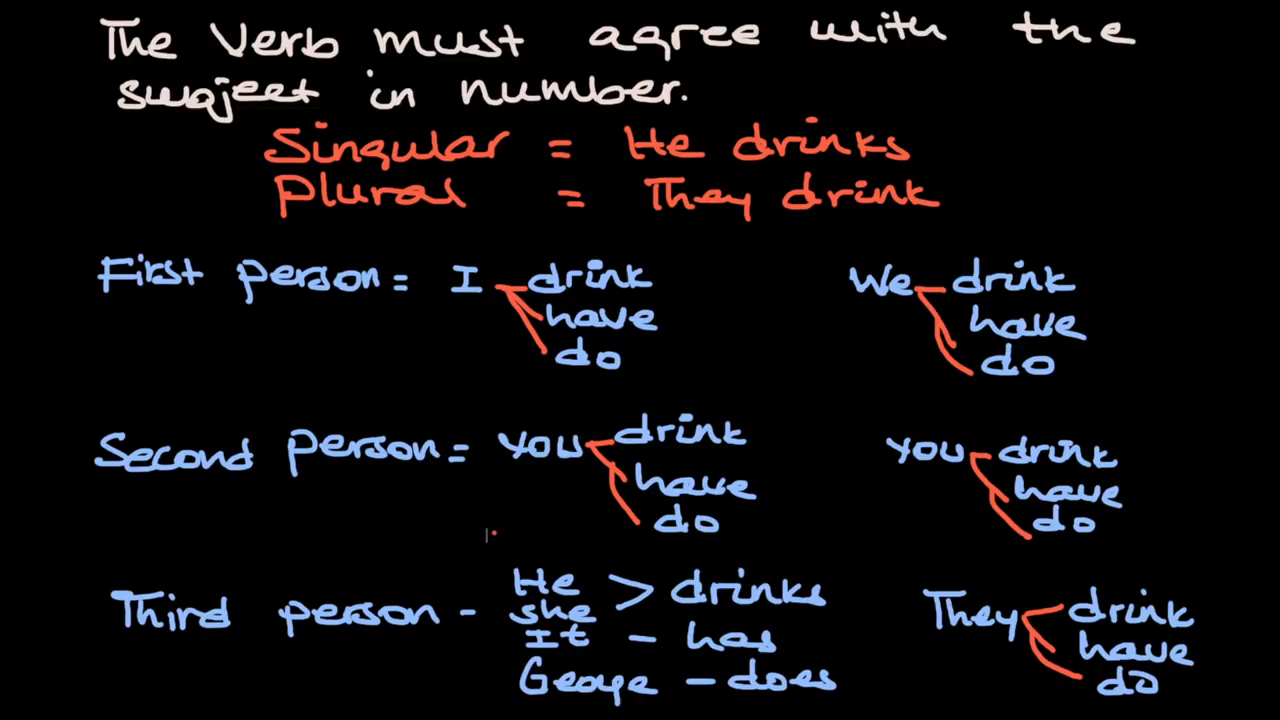 The Verb must agree with the
subject in number.
Singular = He drinks
Plural = They drink
First person = I drink We drink
have have
do do
Second person = You drink You drink
have have
do do
Third person - He > drinks They drink
she
It - has have
George - does do